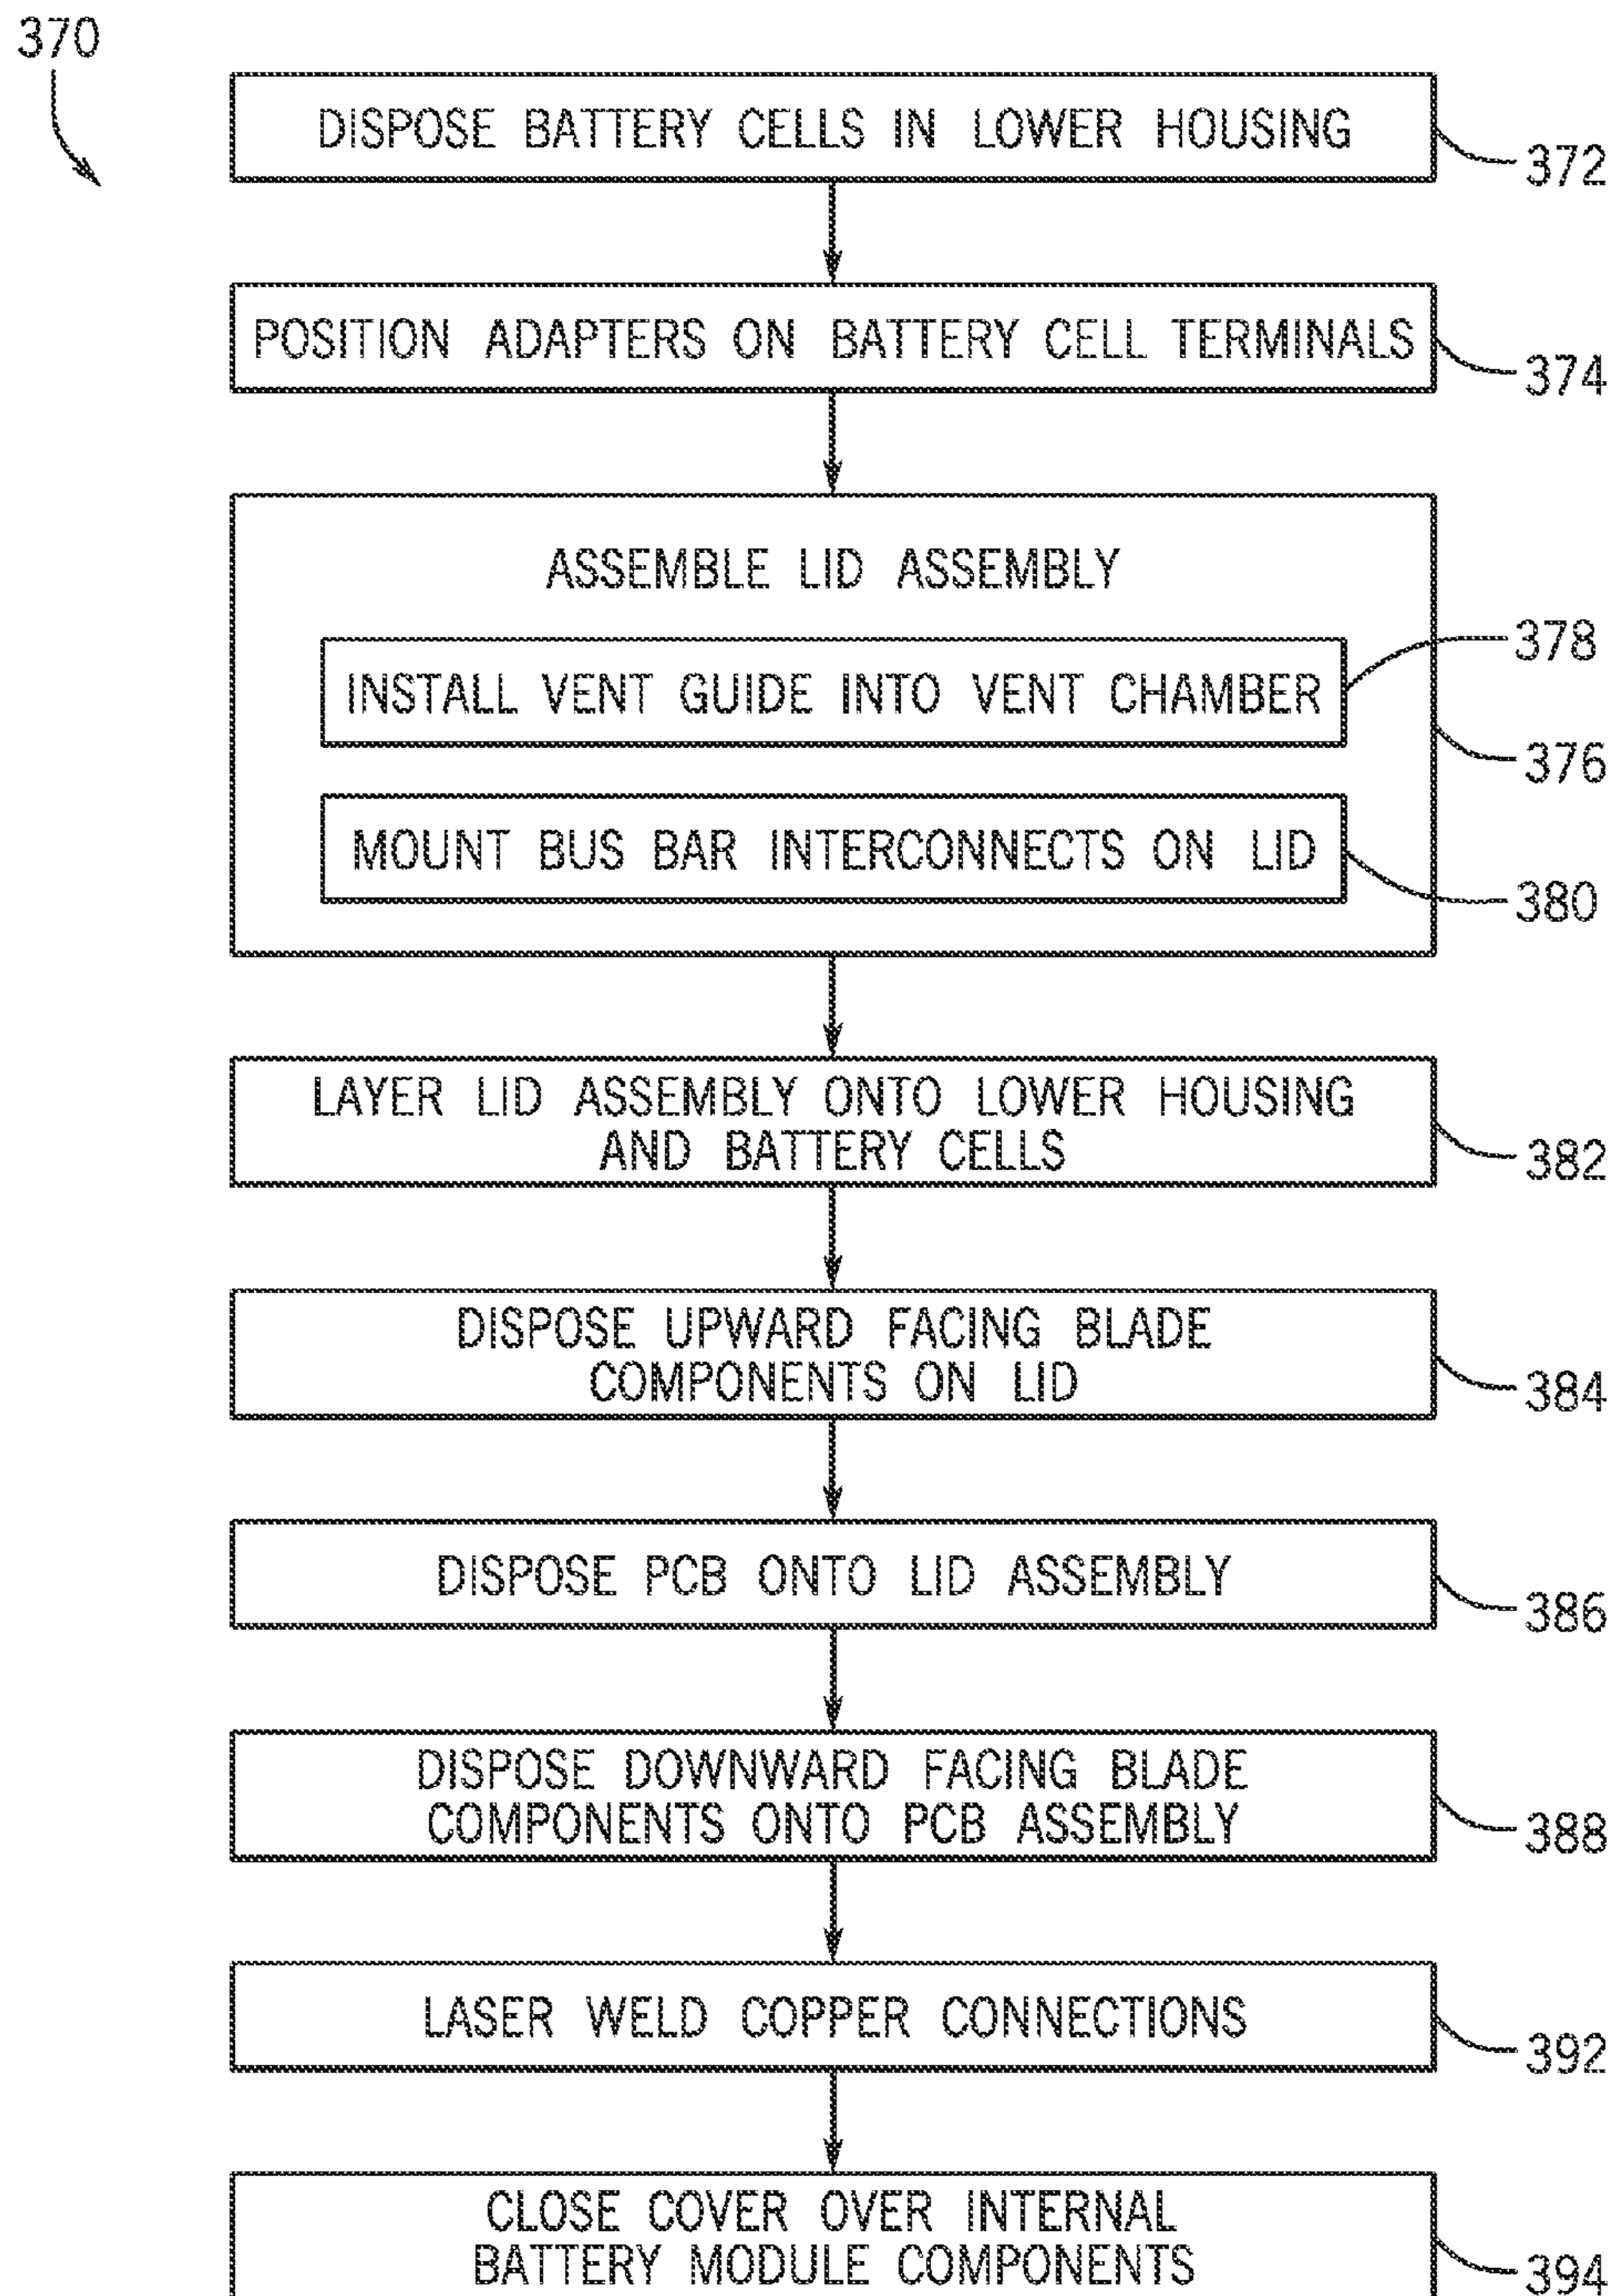 370
DISPOSE BATTERY CELLS IN LOWER HOUSING
372
POSITION ADAPTERS ON BATTERY CELL TERMINALS
374
ASSEMBLE LID ASSEMBLY
378
INSTALL VENT GUIDE INTO VENT CHAMBER
376
MOUNT BUS BAR INTERCONNECTS ON LID
380
LAYER LID ASSEMBLY ONTO LOWER HOUSING
AND BATTERY CELLS
382
DISPOSE UPWARD FACING BLADE
COMPONENTS ON LID
384
DISPOSE PCB ONTO LID ASSEMBLY
386
DISPOSE DOWNWARD FACING BLADE
COMPONENTS ONTO PCB ASSEMBLY
388
LASER WELD COPPER CONNECTIONS
392
CLOSE COVER OVER INTERNAL
BATTERY MODULE COMPONENTS
394